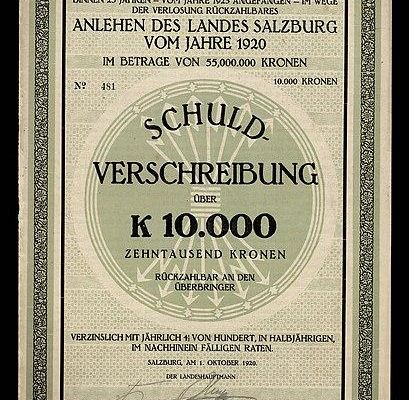 BINNEN 25 JAHREN – VOM JAHRE 1925 ANGEFANGEN – IM WEGE
DER VERLOSUNG RÜCKZAHLBARES
ANLEHEN DES LANDES SALZBURG
VOM JAHRE 1920
IM BETRAGE VON 55,000.000 KRONEN
Nº 481
10.000 KRONEN
SCHULD-
VERSCHREIBUNG
ÜBER
K 10.000
ZEHNTAUSEND KRONEN
RÜCKZAHLBAR AN DEN
ÜBERBRINGER
VERZINSLICH MIT JÄHRLICH VON HUNDERT, IN HALBJÄHRIGEN,
IM NACHHINEIN FÄLLIGEN RATEN.
SALZBURG, AM 1. OKTOBER 1920.
DER LANDESHAUPTMANN: